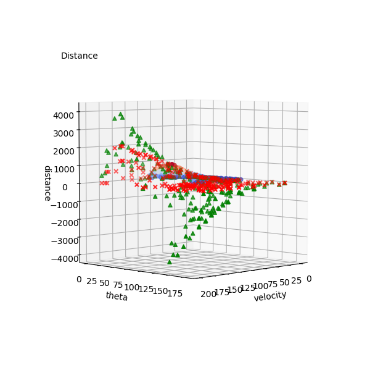 Distance
4000
3000
2000
1000
0
−1000
−2000
−3000
−4000
distance
0 25 50 75 100 125 150 175
theta
200 175 150 125 100 75 50 25 0
velocity